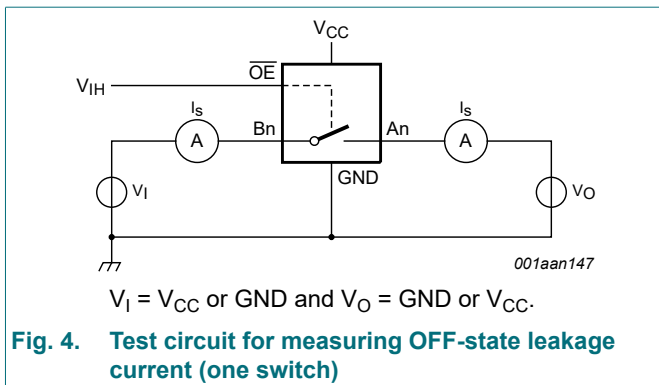 VCC
OE
VIH
Is
Bn
An
Is
A
A
GND
VI
VO
001aan147
VI = VCC or GND and VO = GND or VCC.
Fig. 4. Test circuit for measuring OFF-state leakage
current (one switch)